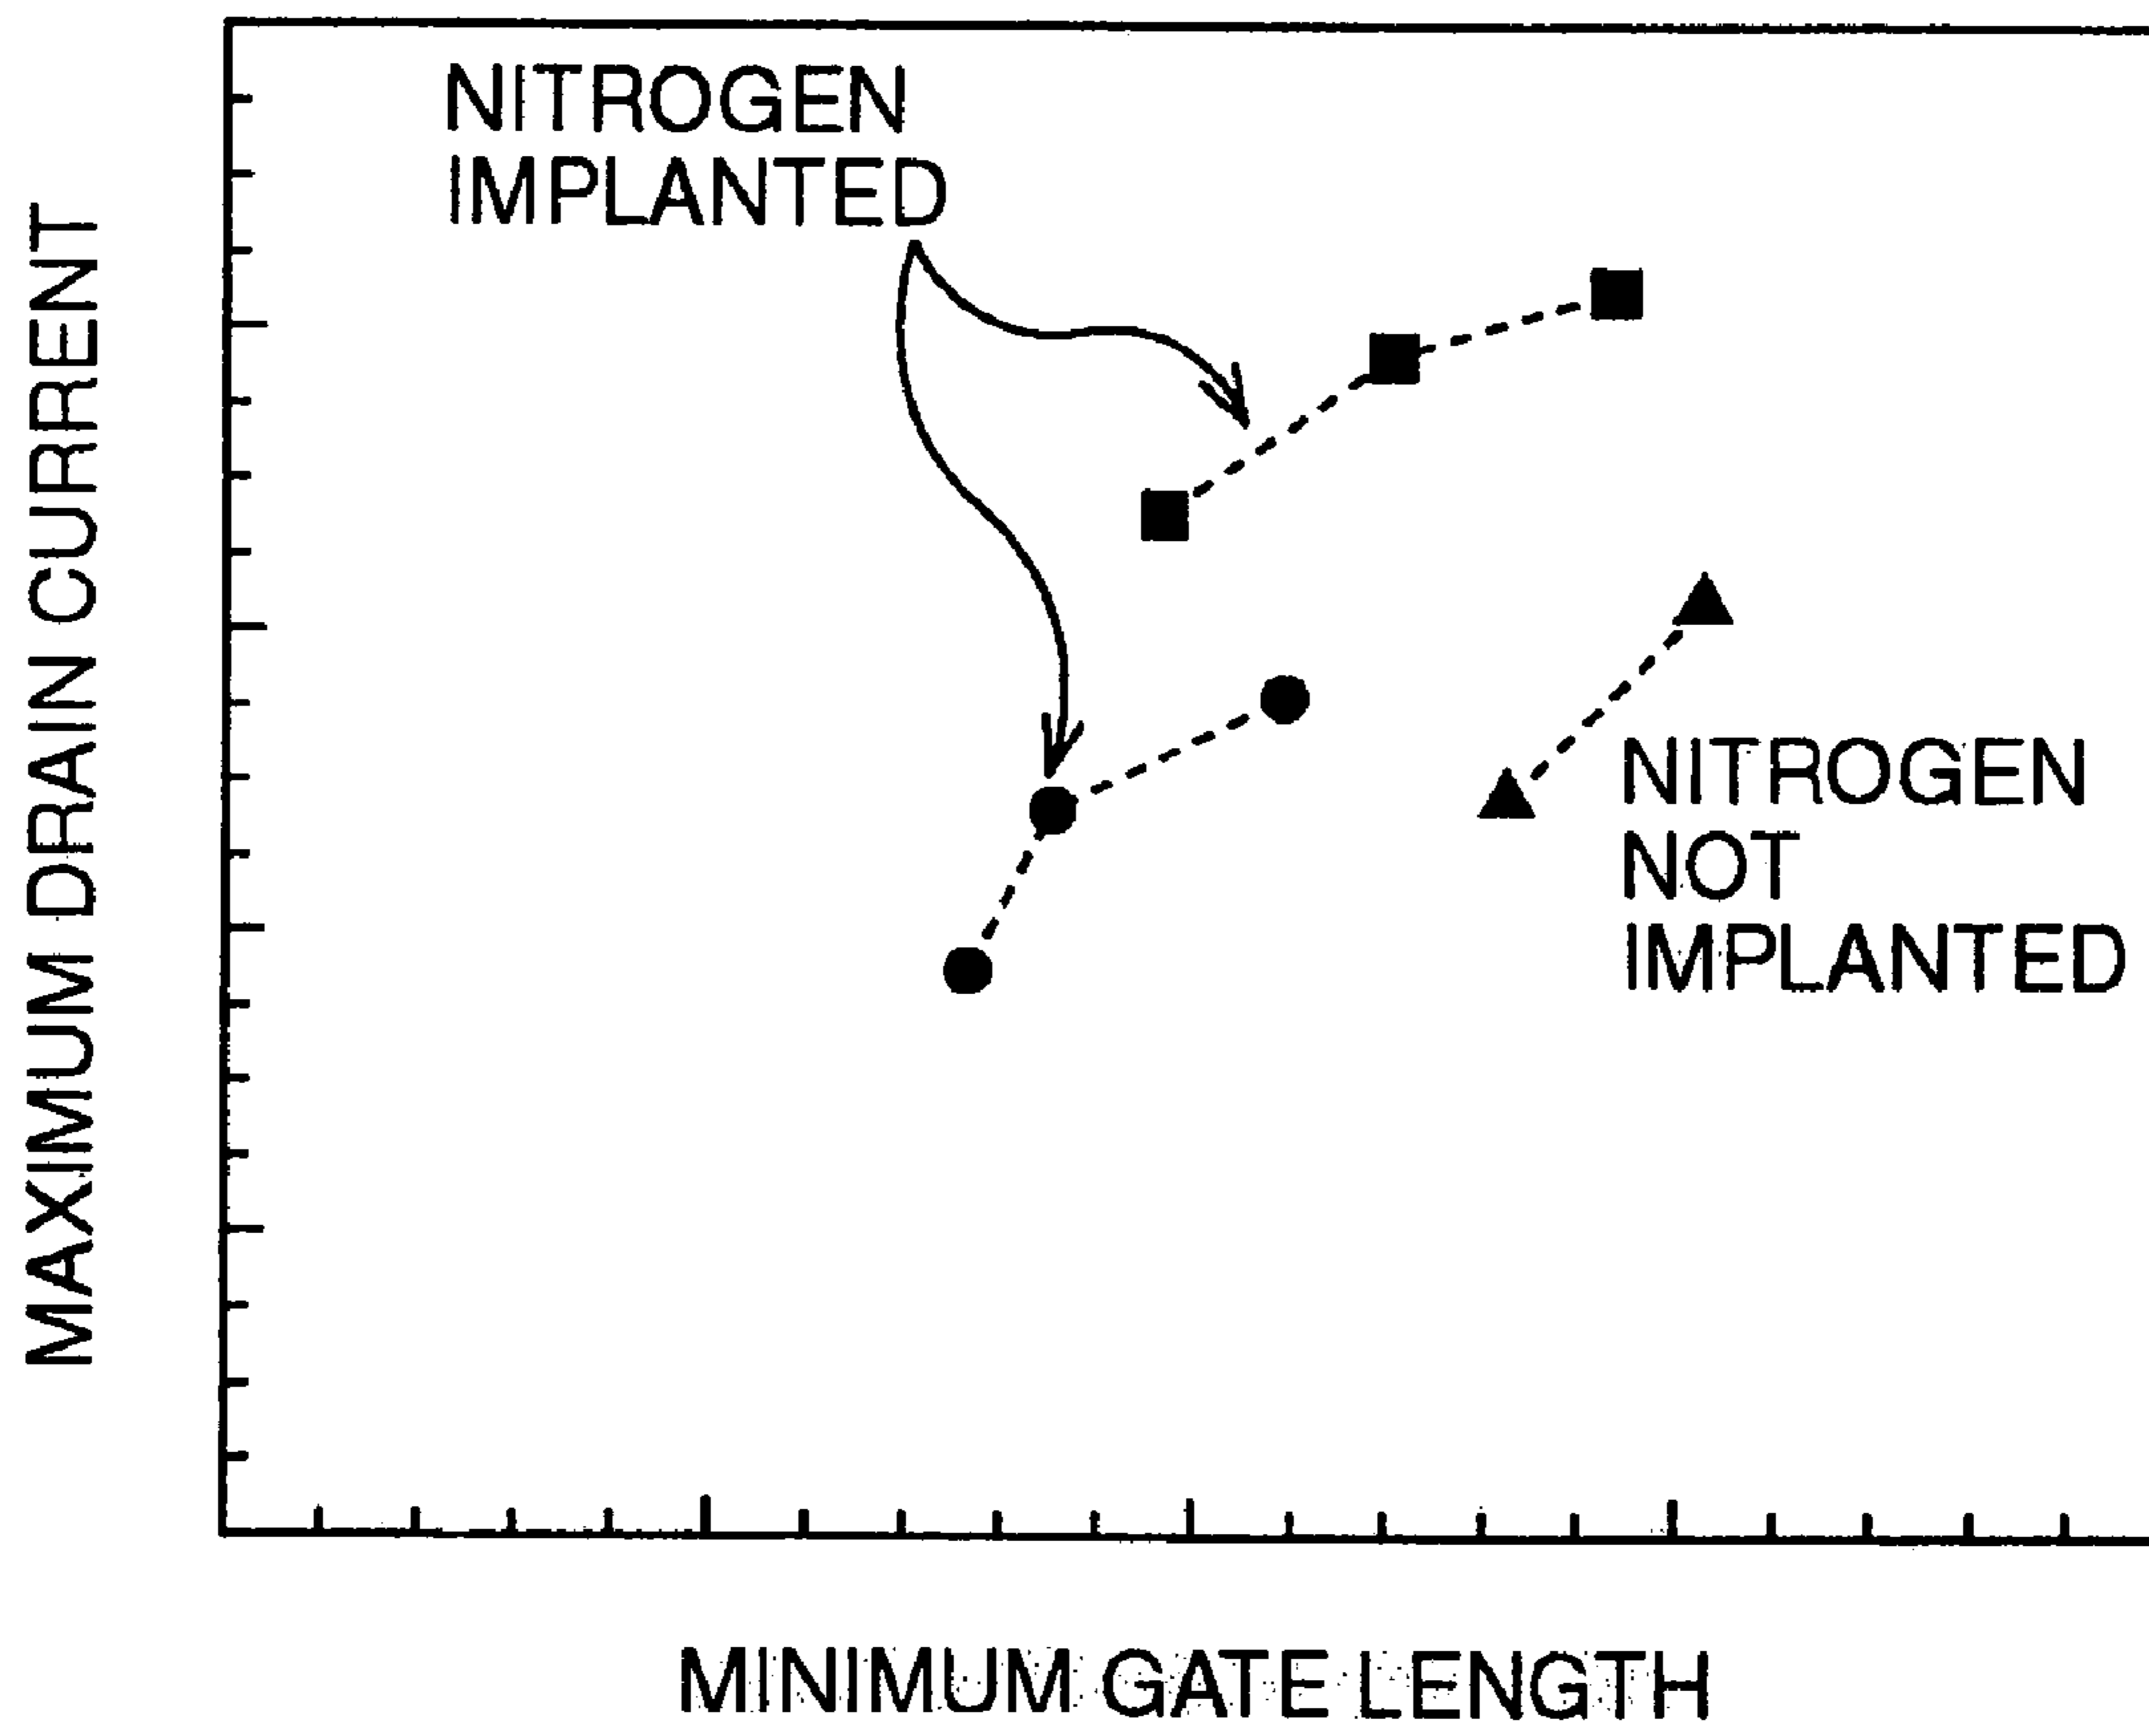 NITROGEN
IMPLANTED
MAXIMUM DRAIN CURRENT
NITROGEN
NOT
IMPLANTED
MINIMUM GATE LENGTH